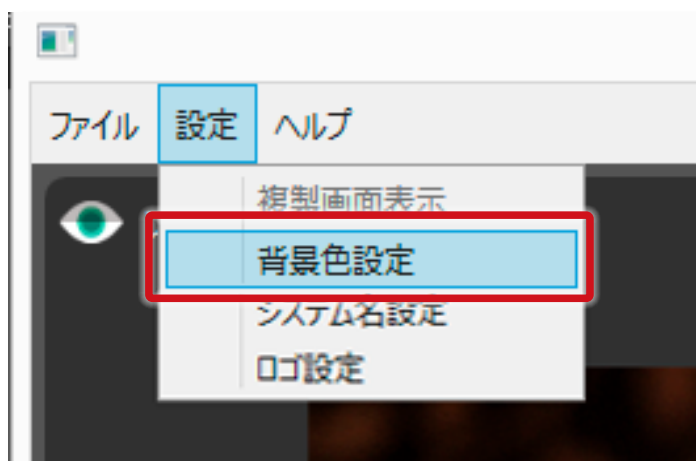 ファイル 設定 ヘルプ
複製画面表示
背景色設定
システム名設定
ロゴ設定